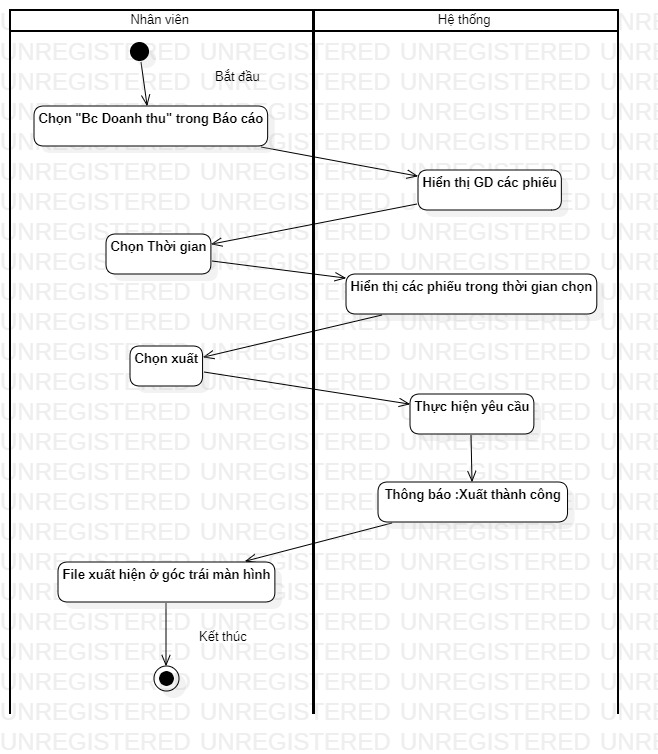 Nhân viên
Hệ thống
Bắt đầu
Chọn "Bc Doanh thu" trong Báo cáo
Hiển thị GD các phiếu
Chọn Thời gian
Hiển thị các phiếu trong thời gian chọn
Chọn xuất
Thực hiện yêu cầu
Thông báo :Xuất thành công
File xuất hiện ở góc trái màn hình
Kết thúc
UNREGISTERED